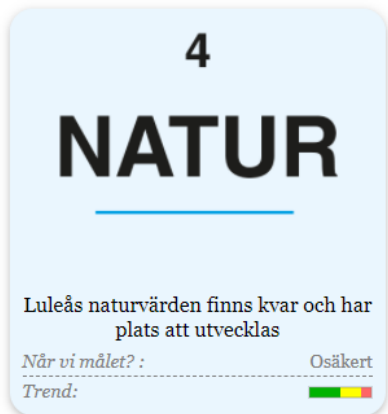 4
NATUR
Luleås naturvärden finns kvar och har
plats att utvecklas
Når vi målet? : Osäkert
Trend: